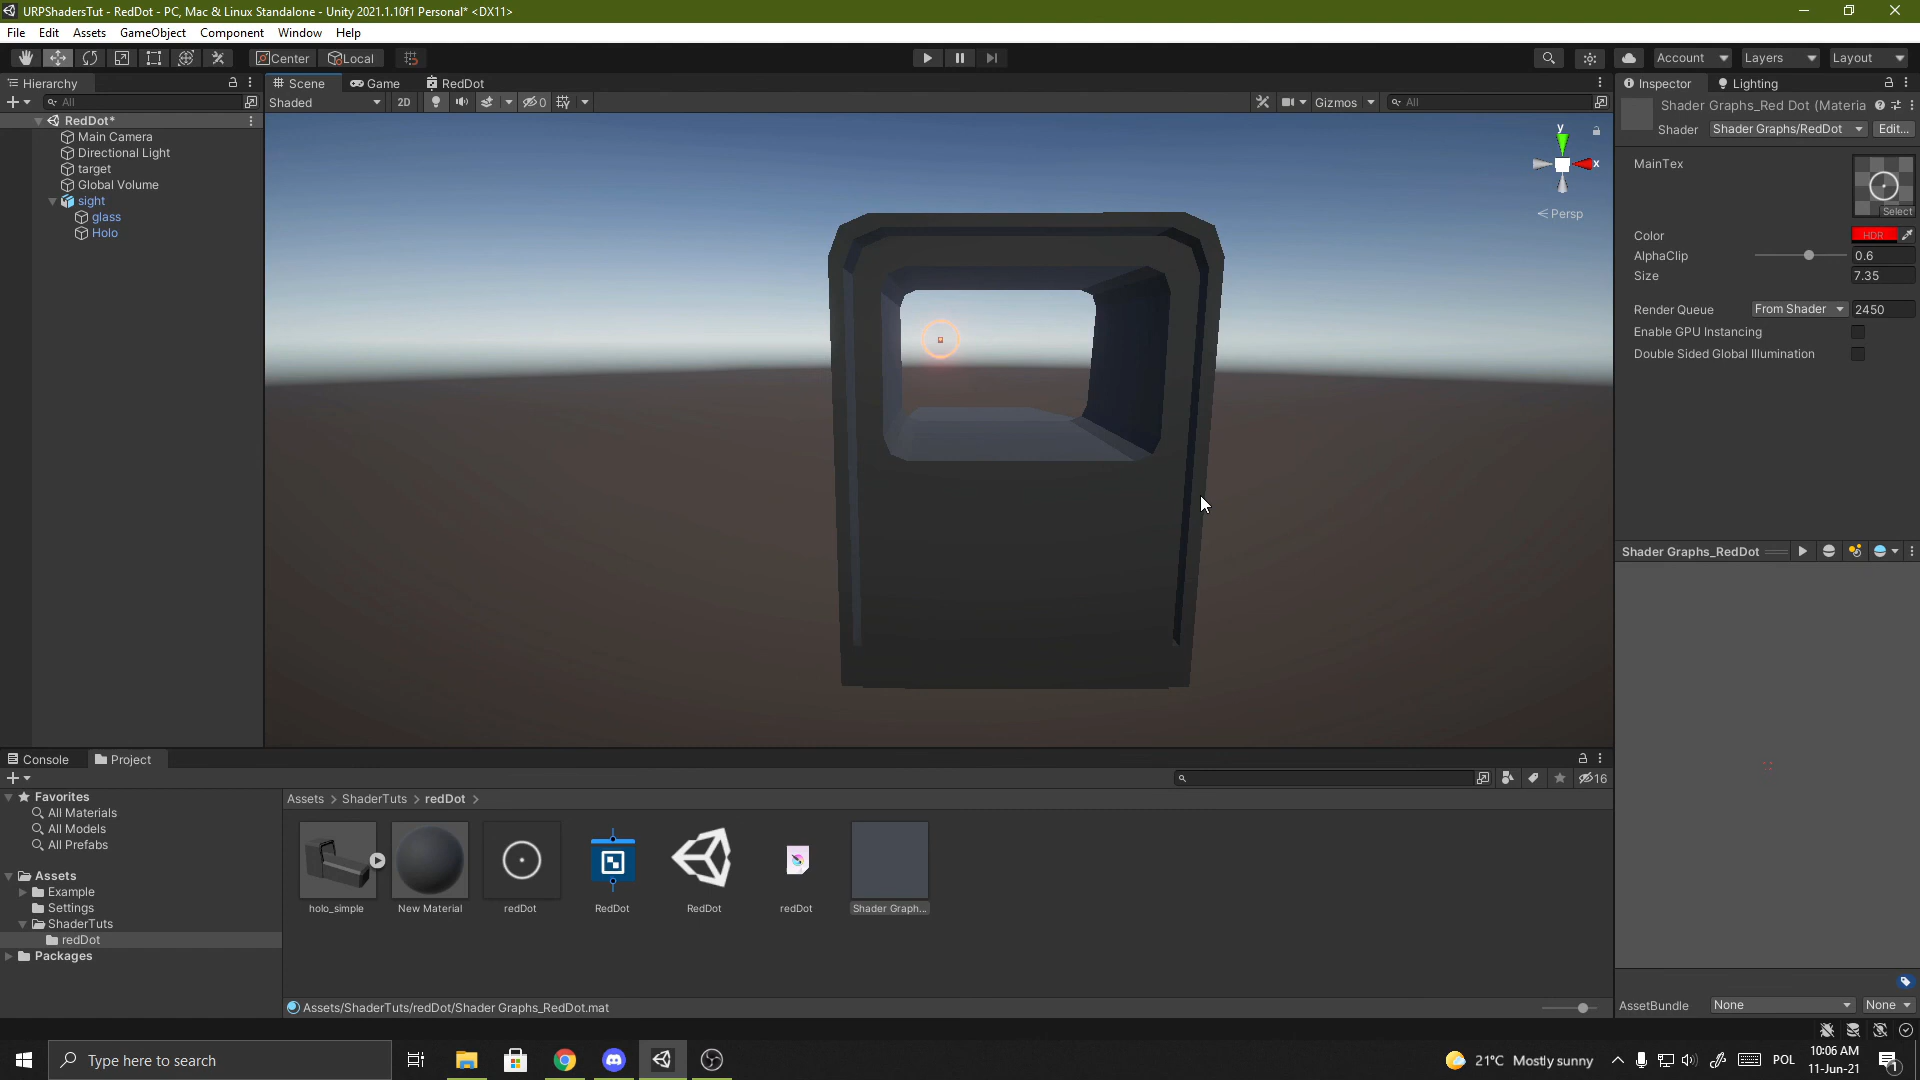 URPShadersTut - RedDot - PC, Mac & Linux Standalone - Unity 2021.1.10f1 Personal* <DX11>
File Edit Assets GameObject Component Window Help
Center Local Account Layers Layout
Hierarchy
All
RedDot*
Main Camera
Directional Light
target
Global Volume
sight
glass
Holo
Scene Game RedDot
Shaded 2D 0 Gizmos All
y
x
Persp
Inspector Lighting
Shader Graphs_Red Dot (Materia
Shader Shader Graphs/RedDot Edit...
MainTex
Select
Color HDR
AlphaClip 0.6
Size 7.35
Render Queue From Shader 2450
Enable GPU Instancing
Double Sided Global Illumination
Shader Graphs_RedDot
AssetBundle None None
Console Project
16
Favorites
All Materials
All Models
All Prefabs
Assets
Example
Settings
ShaderTuts
redDot
Packages
Assets > ShaderTuts > redDot >
holo_simple New Material redDot RedDot RedDot redDot Shader Graph...
Assets/ShaderTuts/redDot/Shader Graphs_RedDot.mat
Type here to search
21°C Mostly sunny
POL
10:06 AM
11-Jun-21
1